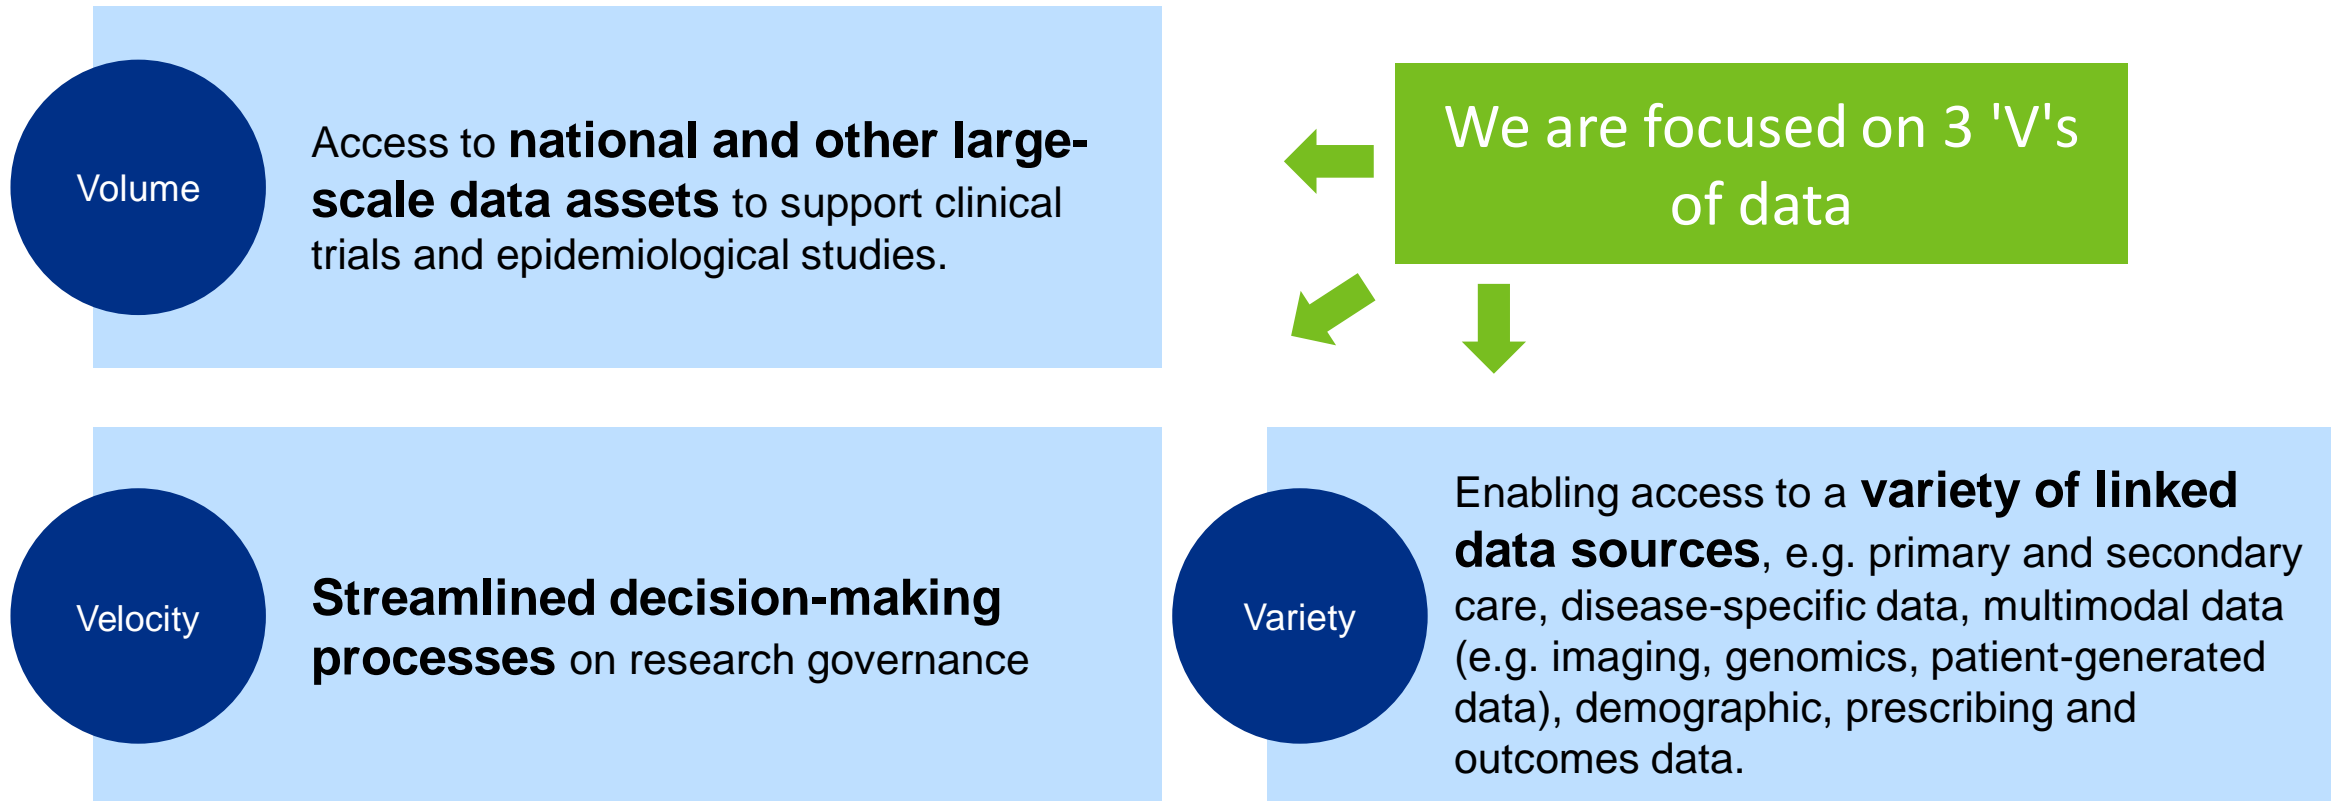 Volume
Access to national and other large-
scale data assets to support clinical
trials and epidemiological studies.
We are focused on 3 'V's
of data
Velocity
Streamlined decision-making
processes on research governance
Variety
Enabling access to a variety of linked
data sources, e.g. primary and secondary
care, disease-specific data, multimodal data
(e.g. imaging, genomics, patient-generated
data), demographic, prescribing and
outcomes data.